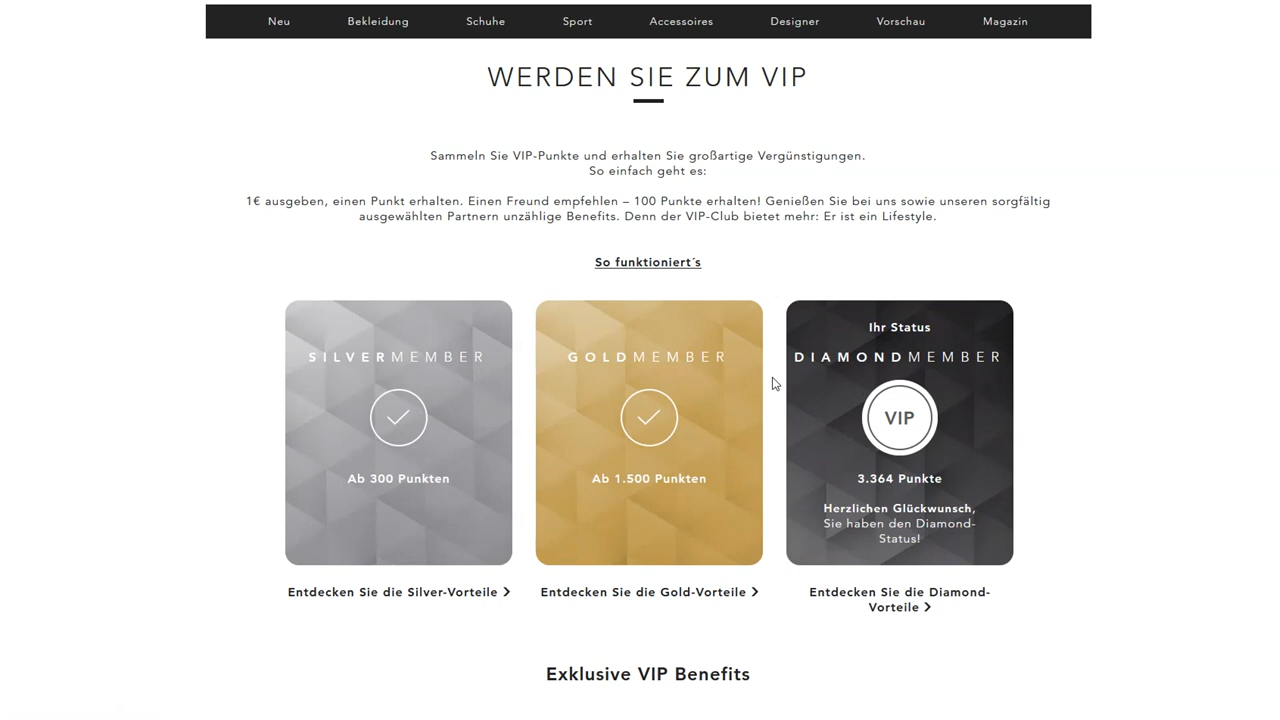 Neu Bekleidung Schuhe Sport Accessoires Designer Vorschau Magazin
WERDEN SIE ZUM VIP
Sammeln Sie VIP-Punkte und erhalten Sie großartige Vergünstigungen.
So einfach geht es:
1€ ausgeben, einen Punkt erhalten. Einen Freund empfehlen – 100 Punkte erhalten! Genießen Sie bei uns sowie unseren sorgfältig
ausgewählten Partnern unzählige Benefits. Denn der VIP-Club bietet mehr: Er ist ein Lifestyle.
So funktioniert´s
SILVERMEMBER
Ab 300 Punkten
Entdecken Sie die Silver-Vorteile
GOLDMEMBER
Ab 1.500 Punkten
Entdecken Sie die Gold-Vorteile
Ihr Status
DIAMONDMEMBER
VIP
3.364 Punkte
Herzlichen Glückwunsch,
Sie haben den Diamond-
Status!
Entdecken Sie die Diamond-
Vorteile
Exklusive VIP Benefits